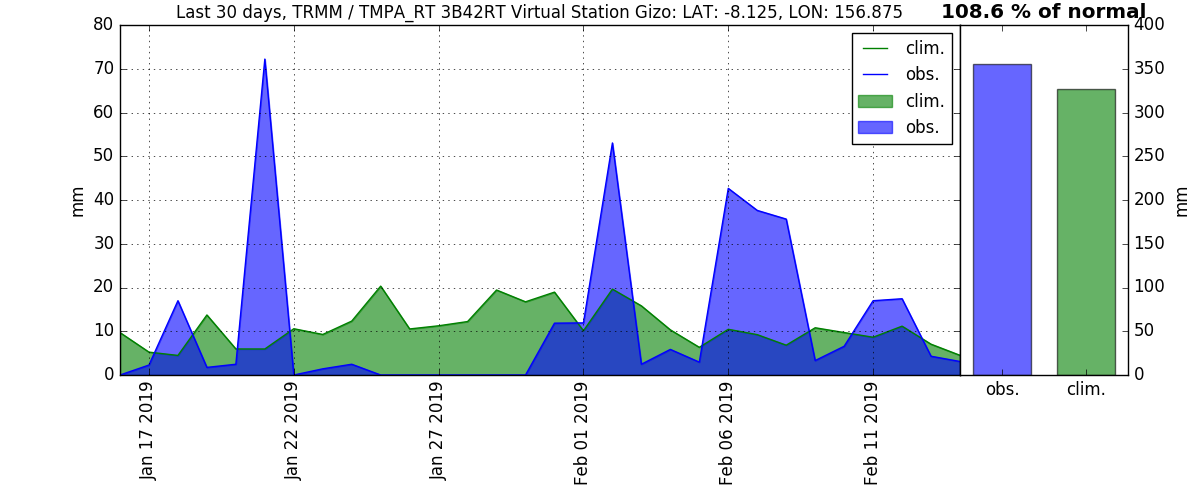 Last 30 days, TRMM / TMPA_RT 3B42RT Virtual Station Gizo: LAT: -8.125, LON: 156.875
108.6 % of normal
80
70
60
50
40
30
20
10
0
mm
clim.
obs.
clim.
obs.
400
350
300
250
200
150
100
50
0
mm
Jan 17 2019
Jan 22 2019
Jan 27 2019
Feb 01 2019
Feb 06 2019
Feb 11 2019
obs.
clim.